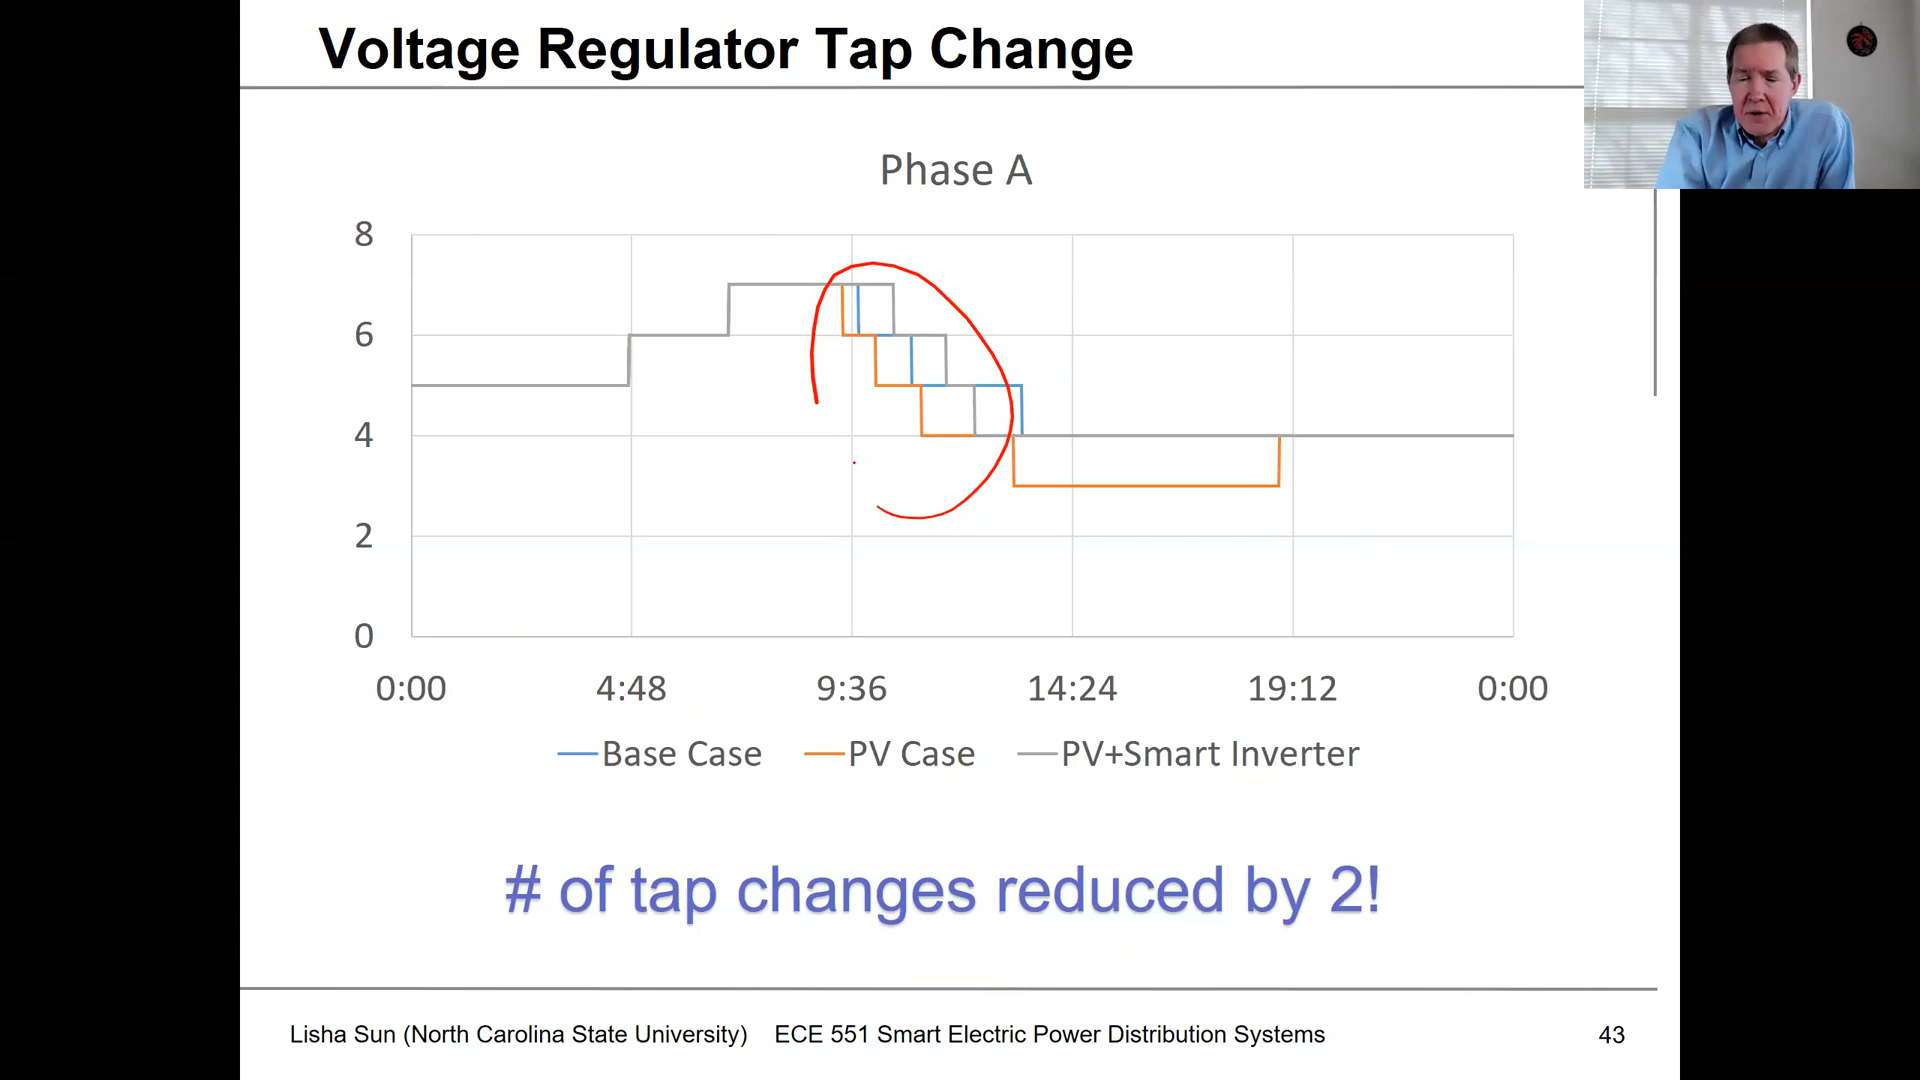 Voltage Regulator Tap Change
Phase A
8
6
4
2
0
0:00 4:48 9:36 14:24 19:12 0:00
Base Case PV Case PV+Smart Inverter
# of tap changes reduced by 2!
Lisha Sun (North Carolina State University) ECE 551 Smart Electric Power Distribution Systems 43